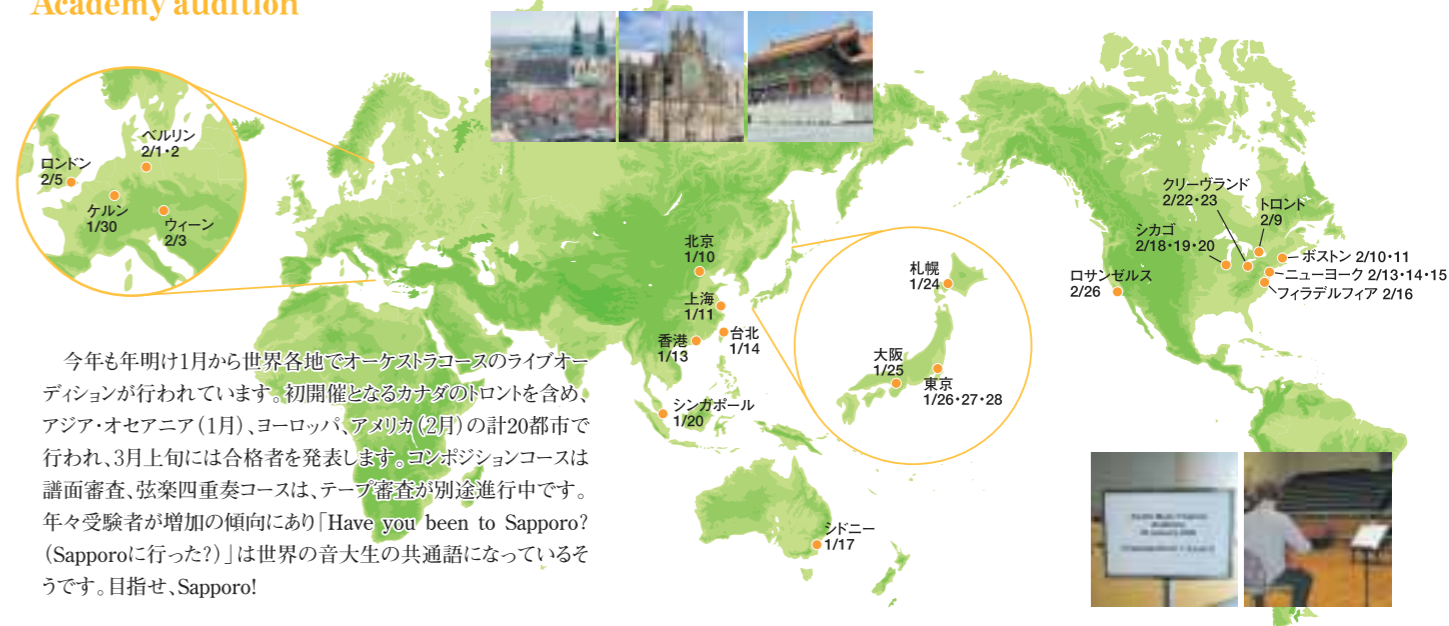 Academy audition
ベルリン
2/1・2
ロンドン
2/5
ケルン
1/30
ウィーン
2/3
北京
1/10
上海
1/11
香港
1/13
台北
1/14
シンガポール
1/20
シドニー
1/17
札幌
1/24
大阪
1/25
東京
1/26・27・28
クリーヴランド
2/22・23
トロント
2/9
シカゴ
2/18・19・20
ボストン 2/10・11
ニューヨーク 2/13・14・15
フィラデルフィア 2/16
ロサンゼルス
2/26
今年も年明け1月から世界各地でオーケストラコースのライブオー
ディションが行われています。初開催となるカナダのトロントを含め、
アジア・オセアニア(1月)、ヨーロッパ、アメリカ(2月)の計20都市で
行われ、3月上旬には合格者を発表します。コンポジションコースは
譜面審査、弦楽四重奏コースは、テープ審査が別途進行中です。
年々受験者が増加の傾向にあり「Have you been to Sapporo?
(Sapporoに行った?)」は世界の音大生の共通語になっているそ
うです。目指せ、Sapporo!